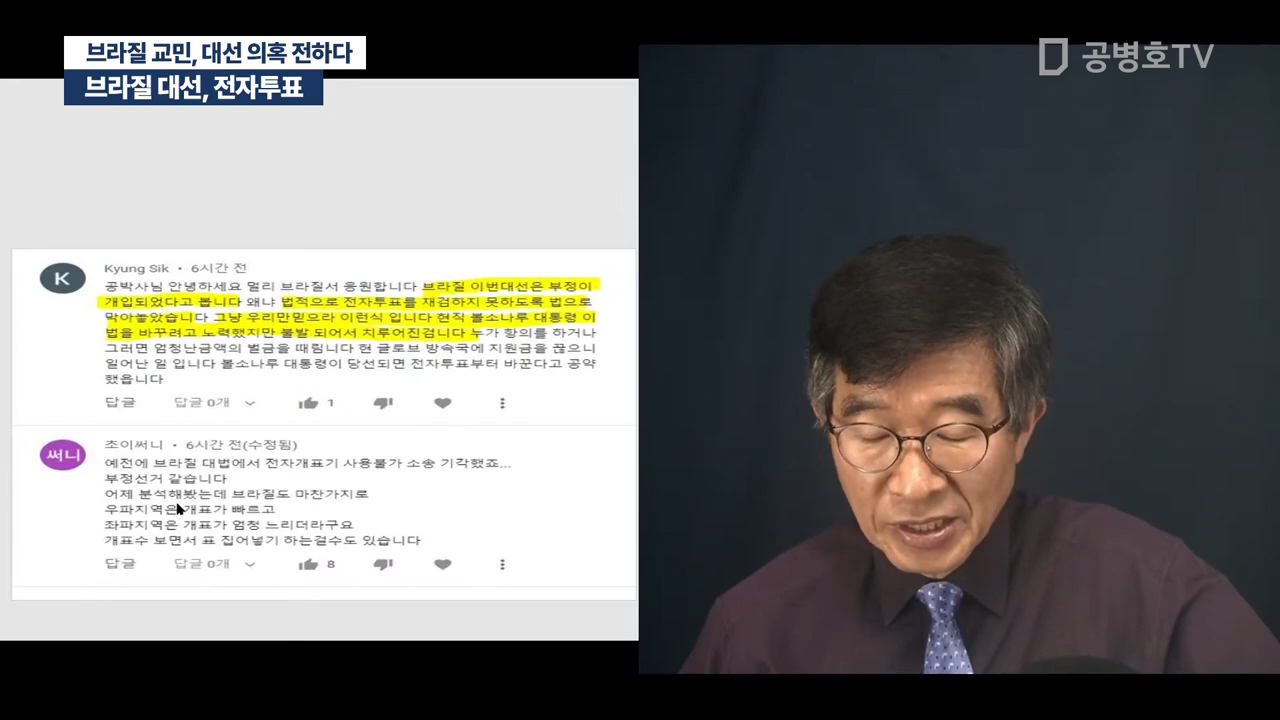 브라질 교민, 대선 의혹 전하다
브라질 대선, 전자투표
공병호TV
K
Kyung Sik • 6시간 전
공박사님 안녕하세요 멀리 브라질서 응원합니다 브라질 이번대선은 부정이
개입되었다고 봅니다 왜냐 법적으로 전자투표를 재검하지 못하도록 법으로
막아놓았습니다 그냥 우리만믿으라 이런식 입니다 현직 볼소나루 대통령 이
법을 바꾸려고 노력했지만 불발 되어서 치루어진검니다 누가 항의를 하거나
그러면 엄청난금액의 벌금을 때림니다 현 글로브 방속국에 지원금을 끊으니
일어난 일 입니다 볼소나루 대통령이 당선되면 전자투표부터 바꾼다고 공약
했읍니다
답글 답글 0개 1
써니
초이써니 • 6시간 전(수정됨)
예전에 브라질 대법에서 전자개표기 사용불가 소송 기각했죠...
부정선거 같습니다
어제 분석해봤는데 브라질도 마찬가지로
우파지역은 개표가 빠르고
좌파지역은 개표가 엄청 느리더라구요
개표수 보면서 표 집어넣기 하는걸수도 있습니다
답글 답글 0개 8